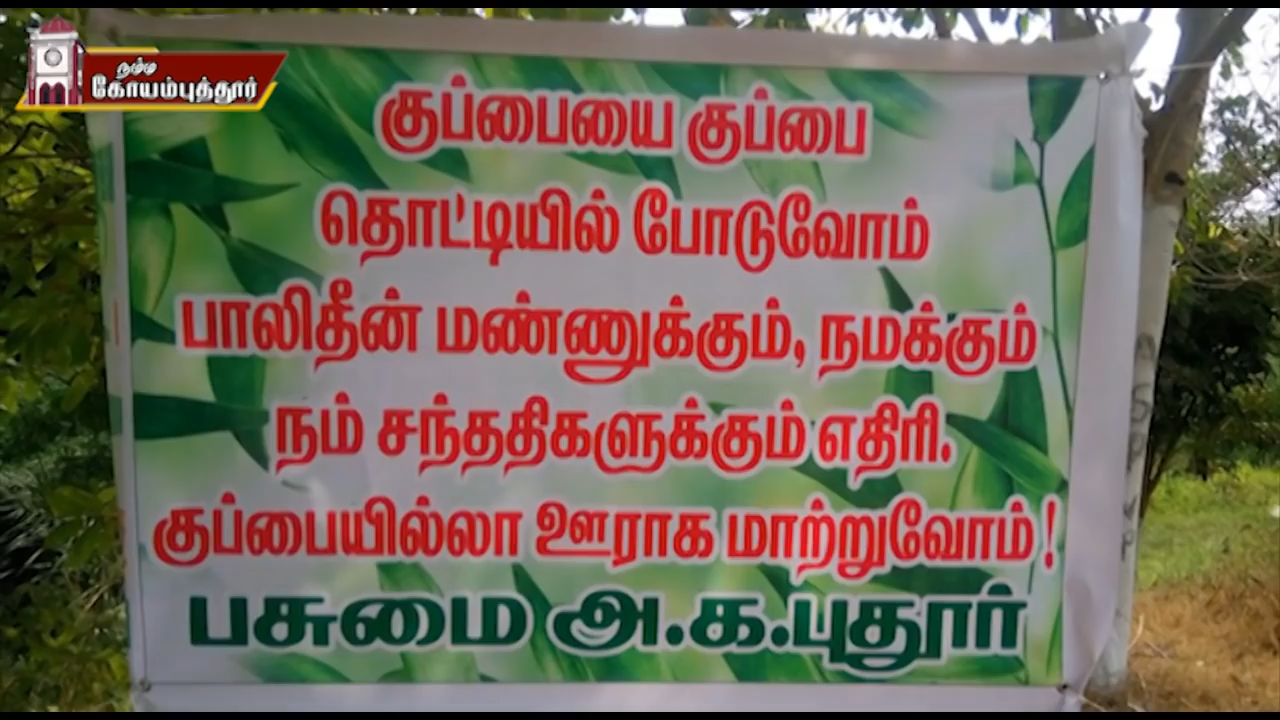 நம்ம
கோயம்புத்தூர்
குப்பையை குப்பை
தொட்டியில் போடுவோம்
பாலிதீன் மண்ணுக்கும், நமக்கும்
நம் சந்ததிகளுக்கும் எதிரி.
குப்பையில்லா ஊராக மாற்றுவோம்!
பசுமை அ.க.புதூர்